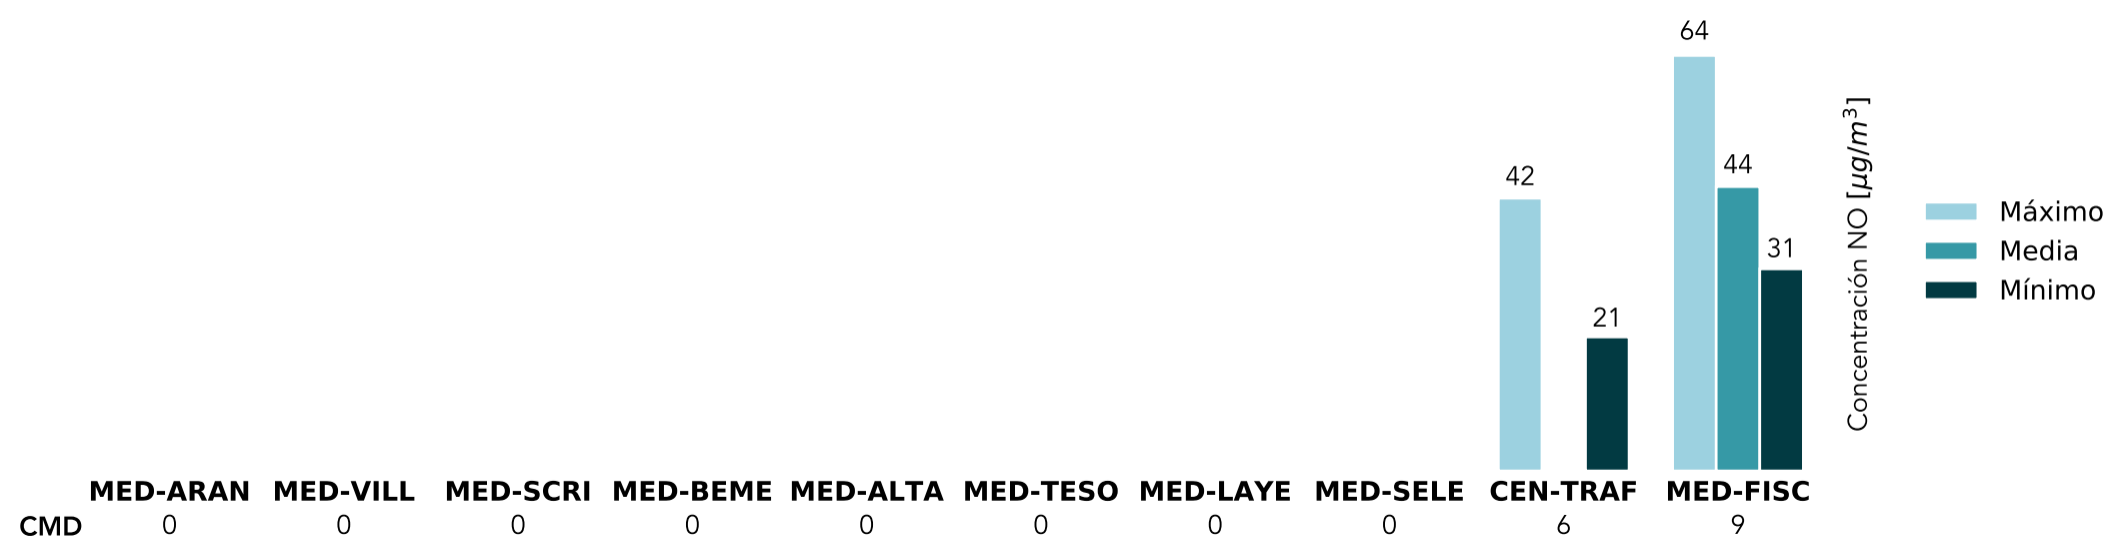 64
42
44
31
21
Concentración NO [μg/m³]
Máximo
Media
Mínimo
MED-ARAN MED-VILL MED-SCRI MED-BEME MED-ALTA MED-TESO MED-LAYE MED-SELE CEN-TRAF MED-FISC
CMD 0 0 0 0 0 0 0 0 6 9